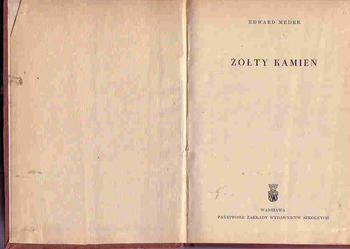 EDWARD MEDER
ŻÓŁTY KAMIEŃ
WARSZAWA
PAŃSTWOWE ZAKŁADY WYDAWNICTW SZKOLNYCH